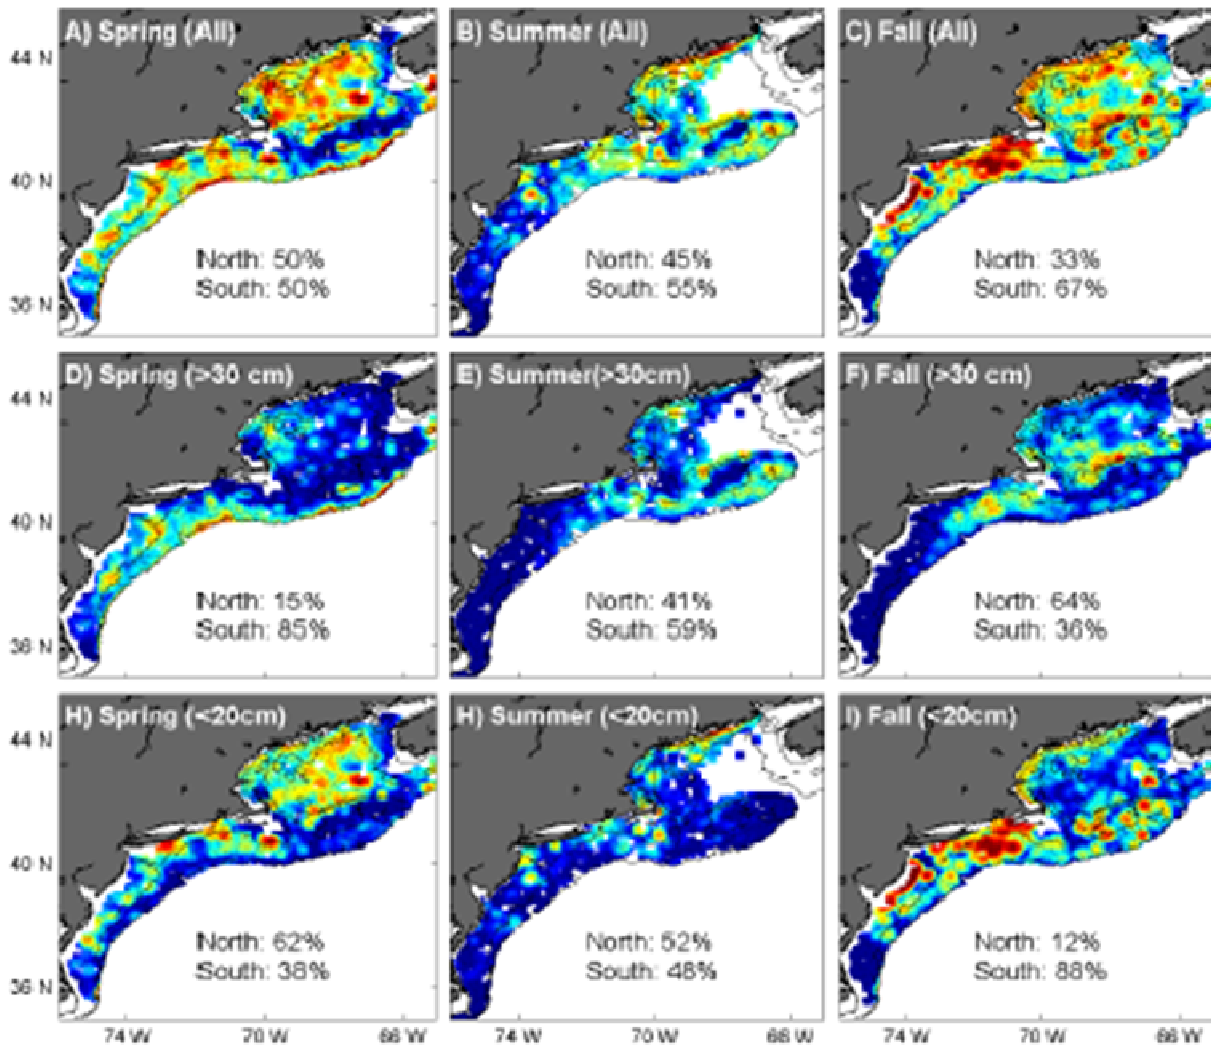 A) Spring (All)
B) Summer (All)
C) Fall (All)
44 N
40 N
36 N
North: 50%
South: 50%
North: 45%
South: 55%
North: 33%
South: 67%
D) Spring (>30 cm)
E) Summer(>30cm)
F) Fall (>30 cm)
44 N
40 N
36 N
North: 15%
South: 85%
North: 41%
South: 59%
North: 64%
South: 36%
H) Spring (<20cm)
H) Summer (<20cm)
I) Fall (<20cm)
44 N
40 N
36 N
North: 62%
South: 38%
North: 52%
South: 48%
North: 12%
South: 88%
74 W 70 W 66 W 74 W 70 W 66 W 74 W 70 W 66 W